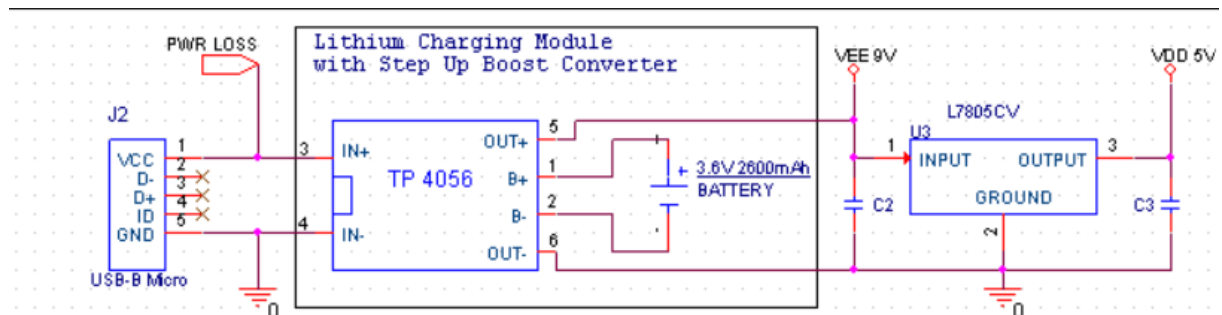 PWR LOSS
Lithium Charging Module
with Step Up Boost Converter
VEE 9V
VDD 5V
J2
L7805CV
U3
VCC
D-
D+
ID
GND
1
2
3
4
5
USB-B Micro
3
4
IN+
IN-
TP 4056
OUT+
B+
B-
OUT-
5
1
2
6
+
+
-
3.6V 2600mAh
BATTERY
C2
1
INPUT
OUTPUT
GROUND
3
2
C3
0
0